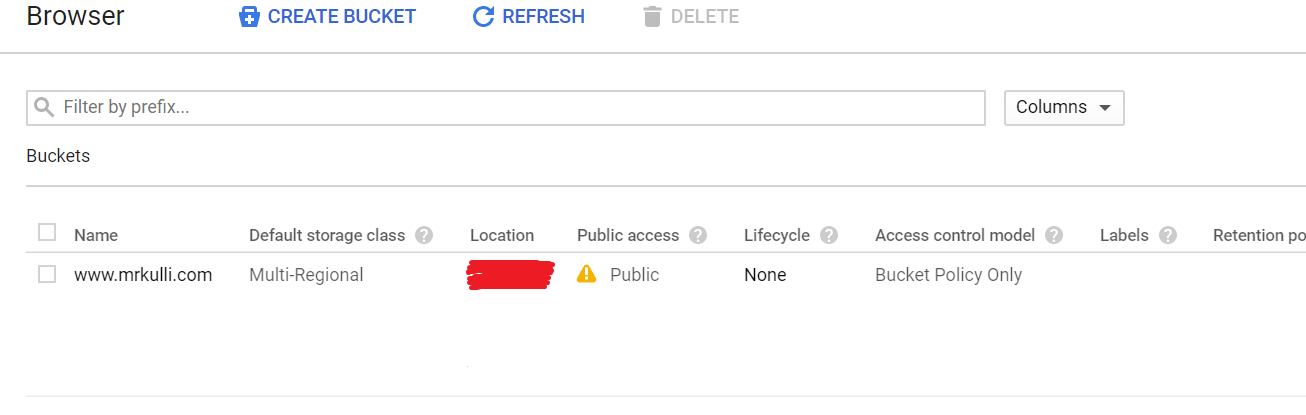 Browser CREATE BUCKET REFRESH DELETE
Filter by prefix... Columns
Buckets
Name Default storage class ? Location Public access ? Lifecycle ? Access control model ? Labels ? Retention po
www.mrkulli.com Multi-Regional Public None Bucket Policy Only